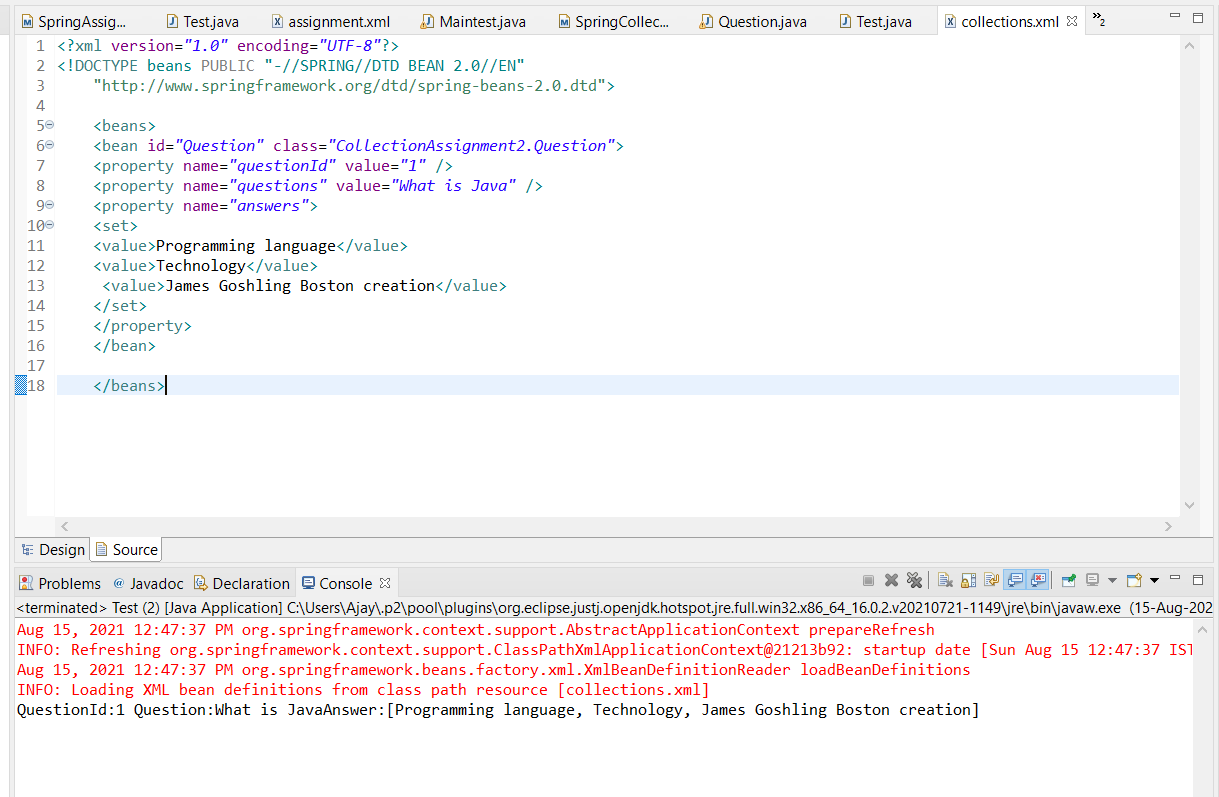 SpringAssig... Test.java assignment.xml Maintest.java SpringCollec... Question.java Test.java collections.xml »2
1 <?xml version="1.0" encoding="UTF-8"?>
2 <!DOCTYPE beans PUBLIC "-//SPRING//DTD BEAN 2.0//EN"
3 "http://www.springframework.org/dtd/spring-beans-2.0.dtd">
4
5 <beans>
6 <bean id="Question" class="CollectionAssignment2.Question">
7 <property name="questionId" value="1" />
8 <property name="questions" value="What is Java" />
9 <property name="answers">
10 <set>
11 <value>Programming language</value>
12 <value>Technology</value>
13 <value>James Goshling Boston creation</value>
14 </set>
15 </property>
16 </bean>
17
18 </beans>
Design Source
Problems @ Javadoc Declaration Console
<terminated> Test (2) [Java Application] C:\Users\Ajay\.p2\pool\plugins\org.eclipse.justj.openjdk.hotspot.jre.full.win32.x86_64_16.0.2.v20210721-1149\jre\bin\javaw.exe (15-Aug-202
Aug 15, 2021 12:47:37 PM org.springframework.context.support.AbstractApplicationContext prepareRefresh
INFO: Refreshing org.springframework.context.support.ClassPathXmlApplicationContext@21213b92: startup date [Sun Aug 15 12:47:37 IST
Aug 15, 2021 12:47:37 PM org.springframework.beans.factory.xml.XmlBeanDefinitionReader loadBeanDefinitions
INFO: Loading XML bean definitions from class path resource [collections.xml]
QuestionId:1 Question:What is JavaAnswer:[Programming language, Technology, James Goshling Boston creation]